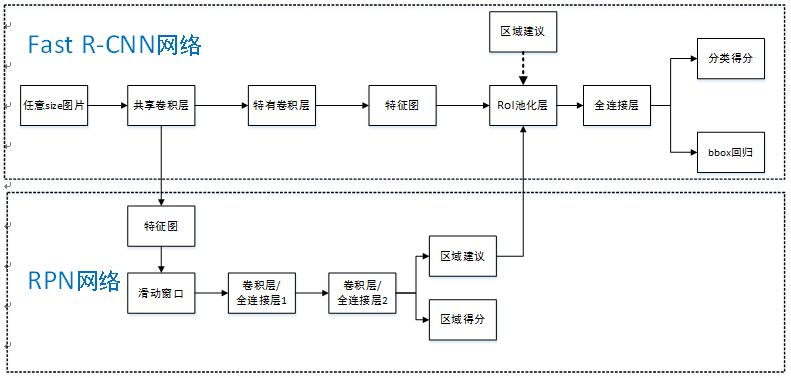 Fast R-CNN网络
区域建议
任意size图片
共享卷积层
特有卷积层
特征图
RoI池化层
全连接层
分类得分
bbox回归
特征图
RPN网络
滑动窗口
卷积层/
全连接层1
卷积层/
全连接层2
区域建议
区域得分